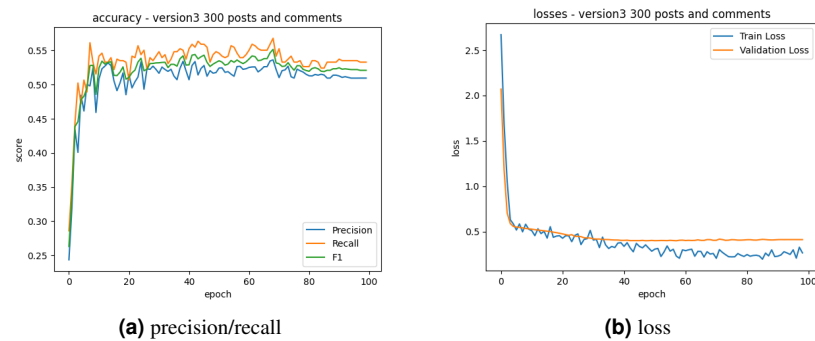 accuracy - version3 300 posts and comments
0.55
0.50
0.45
0.40
0.35
0.30
0.25
score
0
20
40
60
80
100
epoch
Precision
Recall
F1
(a) precision/recall
losses - version3 300 posts and comments
2.5
2.0
1.5
1.0
0.5
loss
0
20
40
60
80
100
epoch
Train Loss
Validation Loss
(b) loss